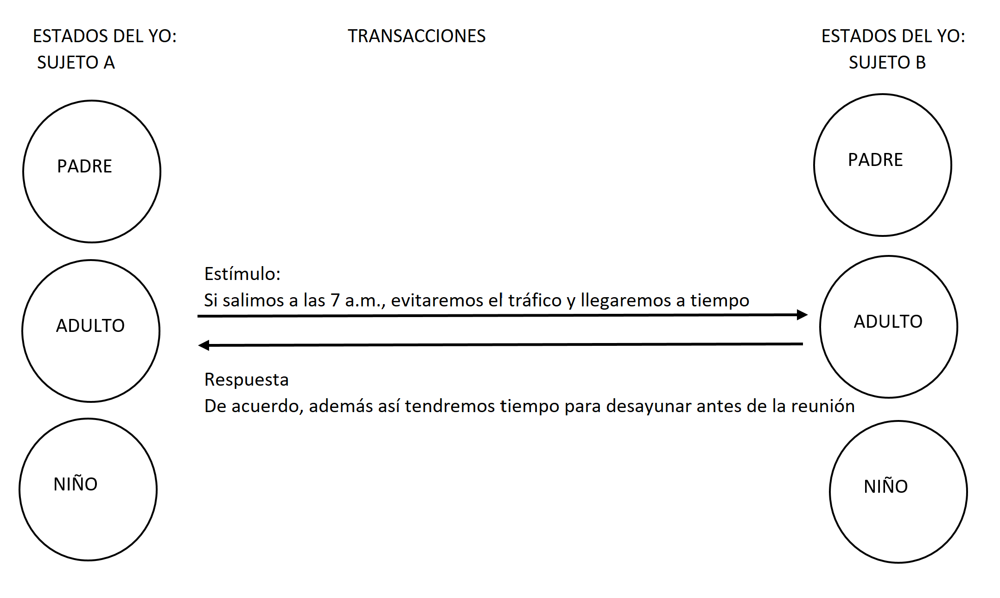 ESTADOS DEL YO:
SUJETO A
TRANSACCIONES
ESTADOS DEL YO:
SUJETO B
PADRE
PADRE
Estímulo:
Si salimos a las 7 a.m., evitaremos el tráfico y llegaremos a tiempo
ADULTO
ADULTO
Respuesta
De acuerdo, además así tendremos tiempo para desayunar antes de la reunión
NIÑO
NIÑO